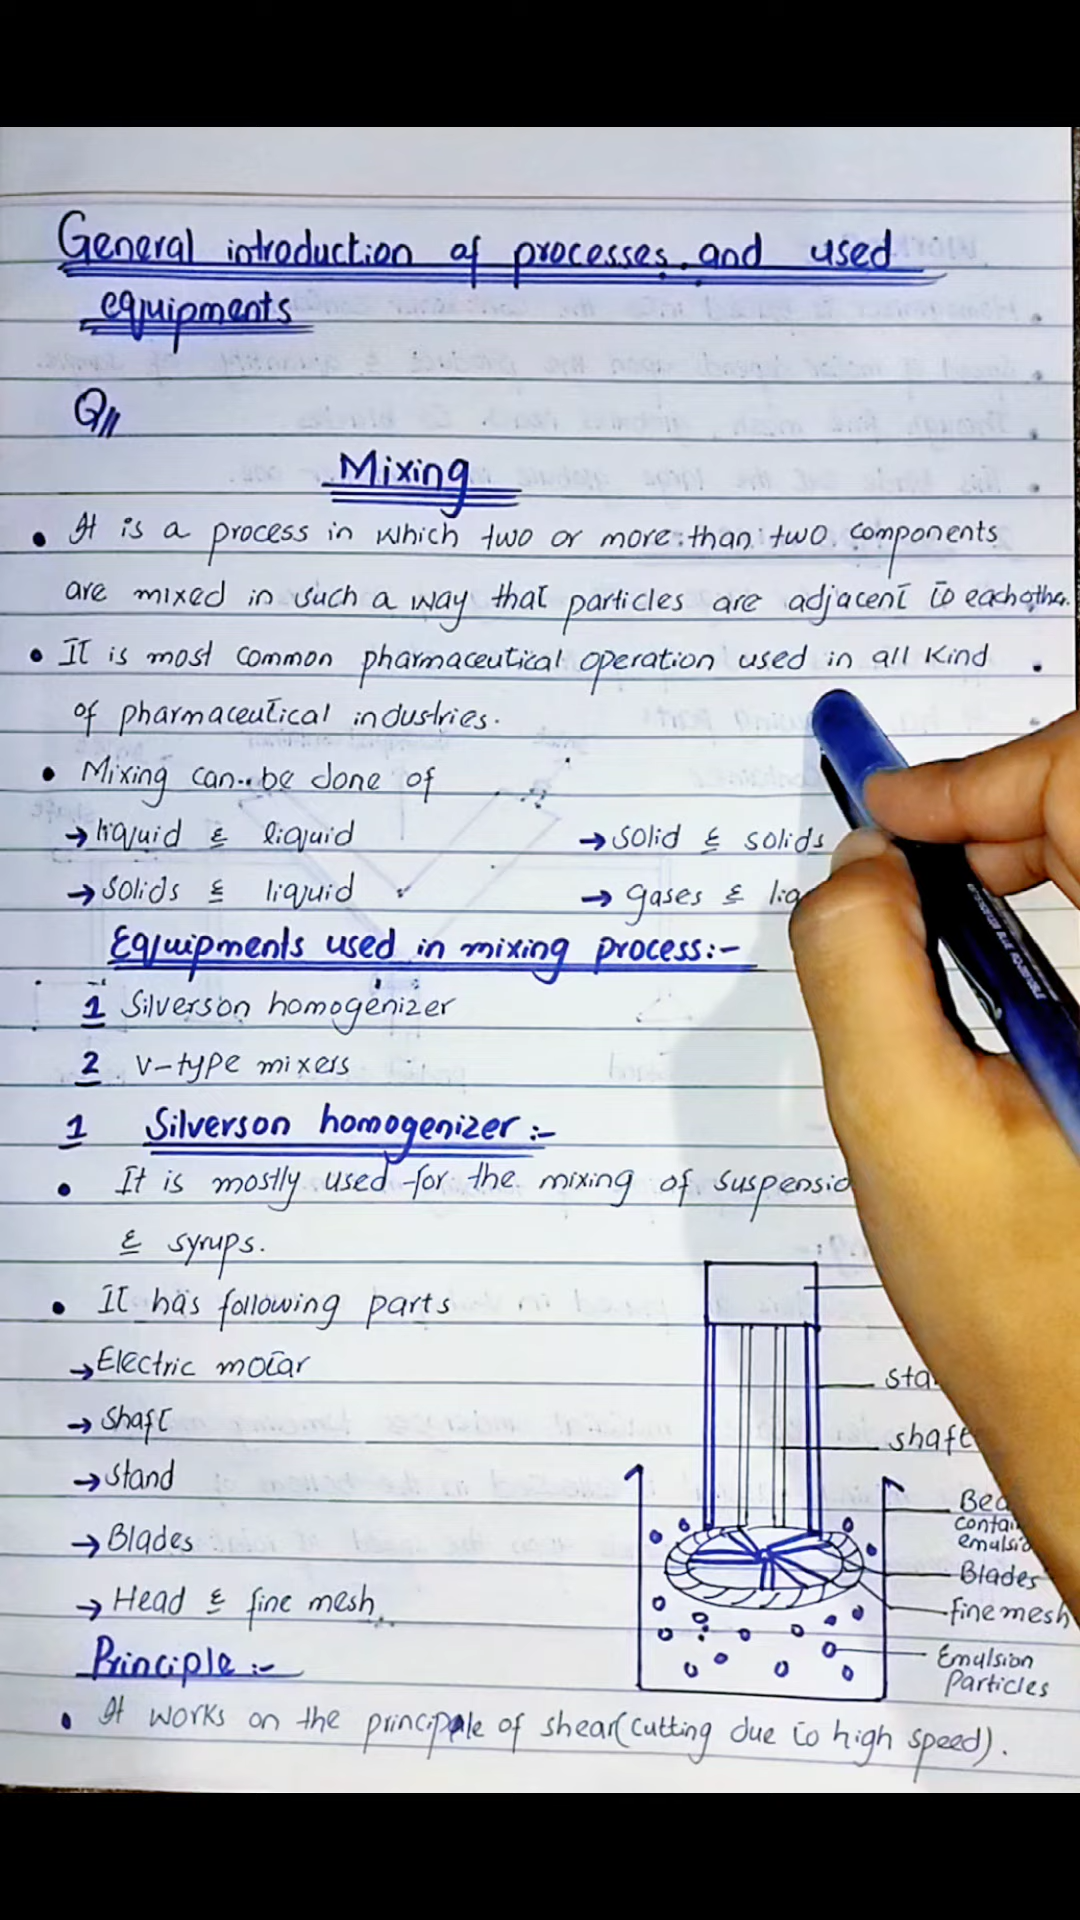 General introduction of processes and used
equipments
Q//
Mixing
• It is a process in which two or more than two components
are mixed in such a way that particles are adjacent to each other.
• It is most common pharmaceutical operation used in all kind
of pharmaceutical industries.
• Mixing can be done of
→ liquid & liquid → solid & solids
→ solids & liquid → gases &
Equipments used in mixing process:-
1 Silverson homogenizer
2 V-type mixers
1 Silverson homogenizer:-
• It is mostly used for the mixing of
& syrups.
• It has following parts
→ Electric motar
→ shaft
→ stand
→ Blades
→ Head & fine mesh
shaft
Blades
fine mesh
Emulsion
Particles
Principle:-
• It works on the principale of shear (cutting due to high speed).